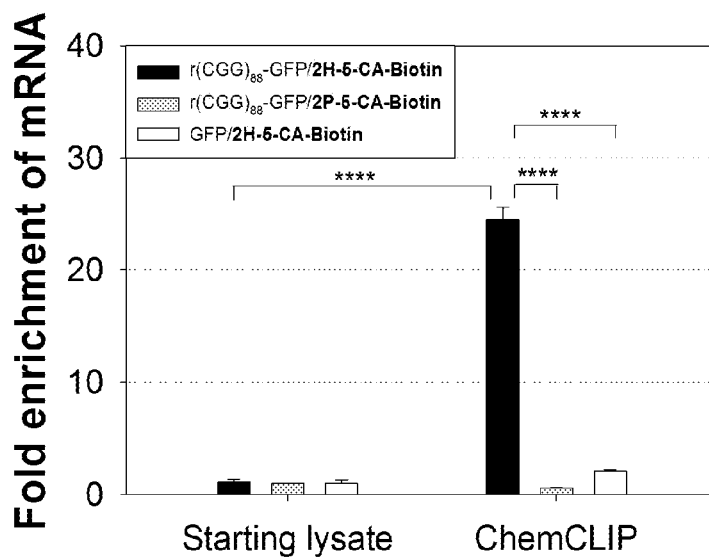 Fold enrichment of mRNA
40
30
20
10
0
r(CGG)₈₈-GFP/2H-5-CA-Biotin
r(CGG)₈₈-GFP/2P-5-CA-Biotin
GFP/2H-5-CA-Biotin
****
****
****
Starting lysate
ChemCLIP